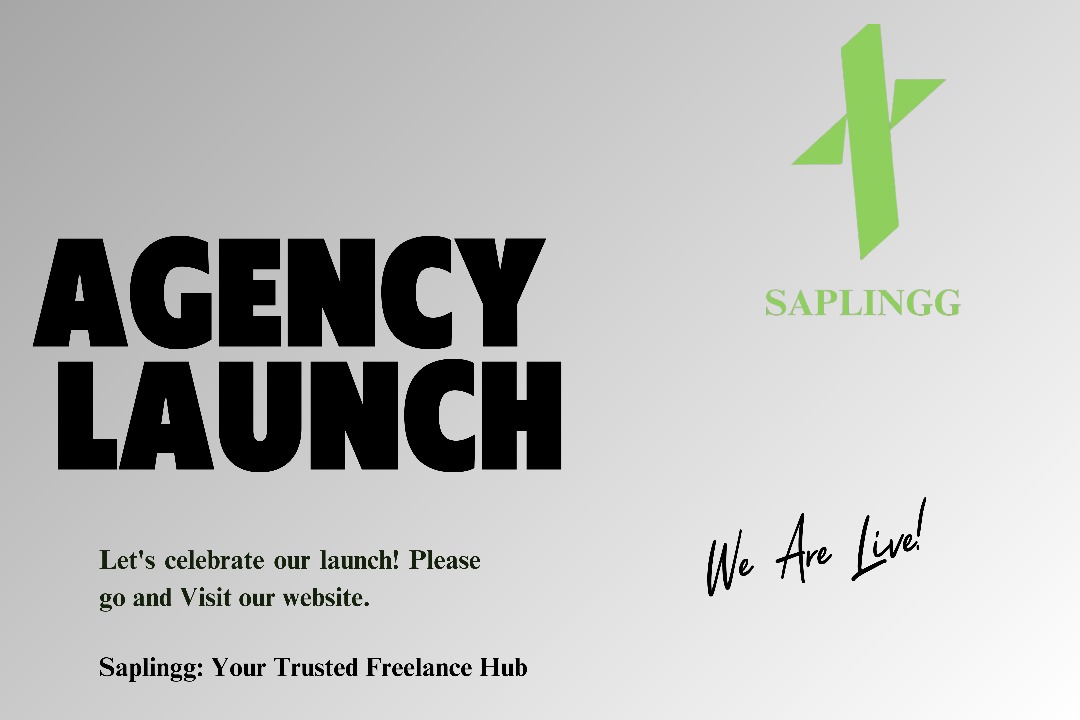 SAPLINGG
AGENCY
LAUNCH
We Are Live!
Let's celebrate our launch! Please
go and Visit our website.
Saplingg: Your Trusted Freelance Hub